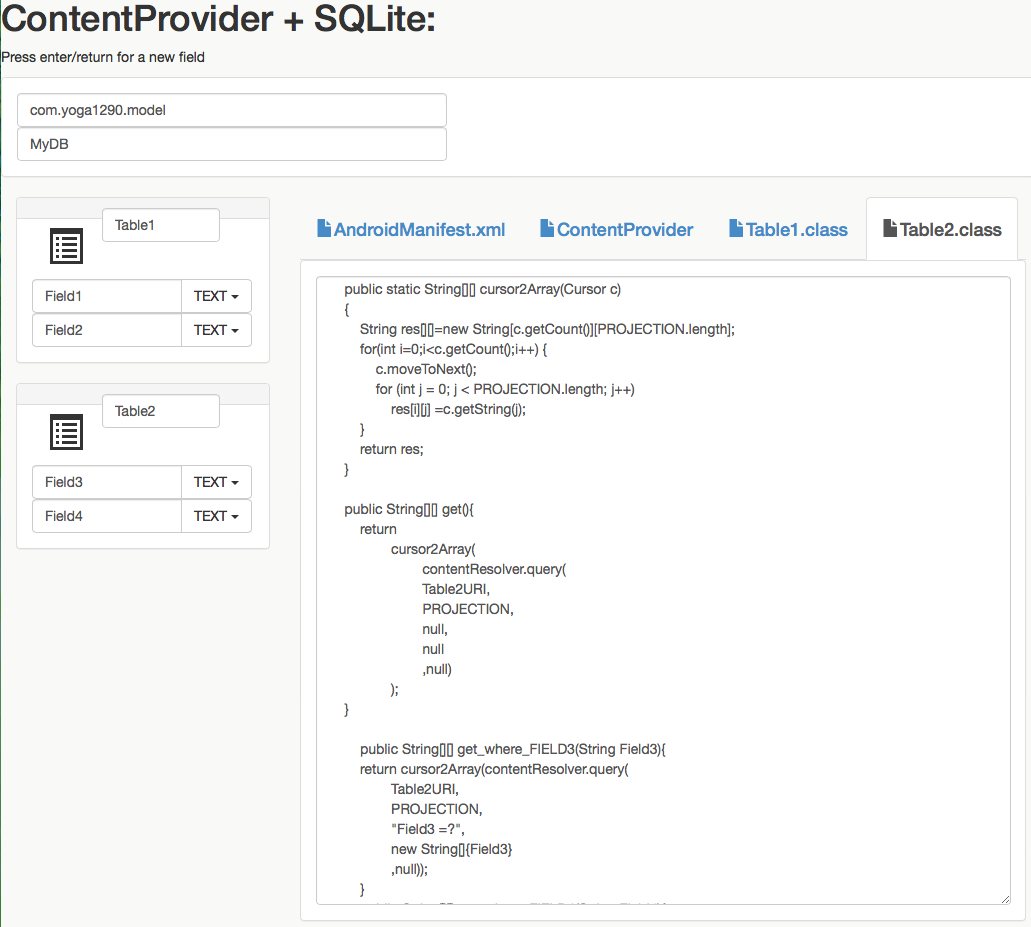 ContentProvider + SQLite:
Press enter/return for a new field
com.yoga1290.model
MyDB
Table1
Field1 TEXT
Field2 TEXT
Table2
Field3 TEXT
Field4 TEXT
AndroidManifest.xml ContentProvider Table1.class Table2.class
public static String[][] cursor2Array(Cursor c)
{
String res[][]=new String[c.getCount()][PROJECTION.length];
for(int i=0;i<c.getCount();i++) {
c.moveToNext();
for (int j = 0; j < PROJECTION.length; j++)
res[i][j] =c.getString(j);
}
return res;
}
public String[][] get(){
return
cursor2Array(
contentResolver.query(
Table2URI,
PROJECTION,
null,
null
,null)
);
}
public String[][] get_where_FIELD3(String Field3){
return cursor2Array(contentResolver.query(
Table2URI,
PROJECTION,
"Field3 =?",
new String[]{Field3}
,null));
}